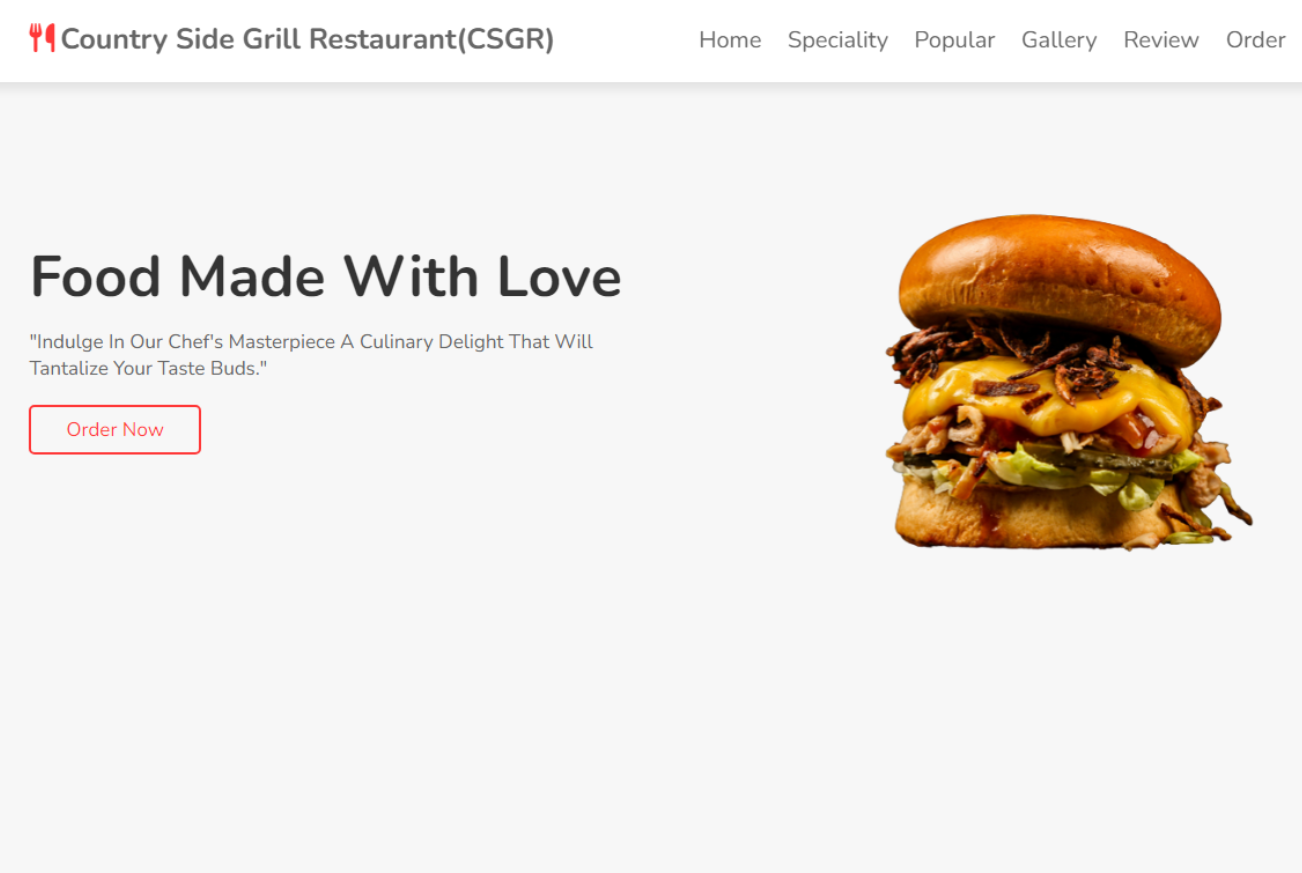 Country Side Grill Restaurant(CSGR)
Home Speciality Popular Gallery Review Order
Food Made With Love
"Indulge In Our Chef's Masterpiece A Culinary Delight That Will
Tantalize Your Taste Buds."
Order Now